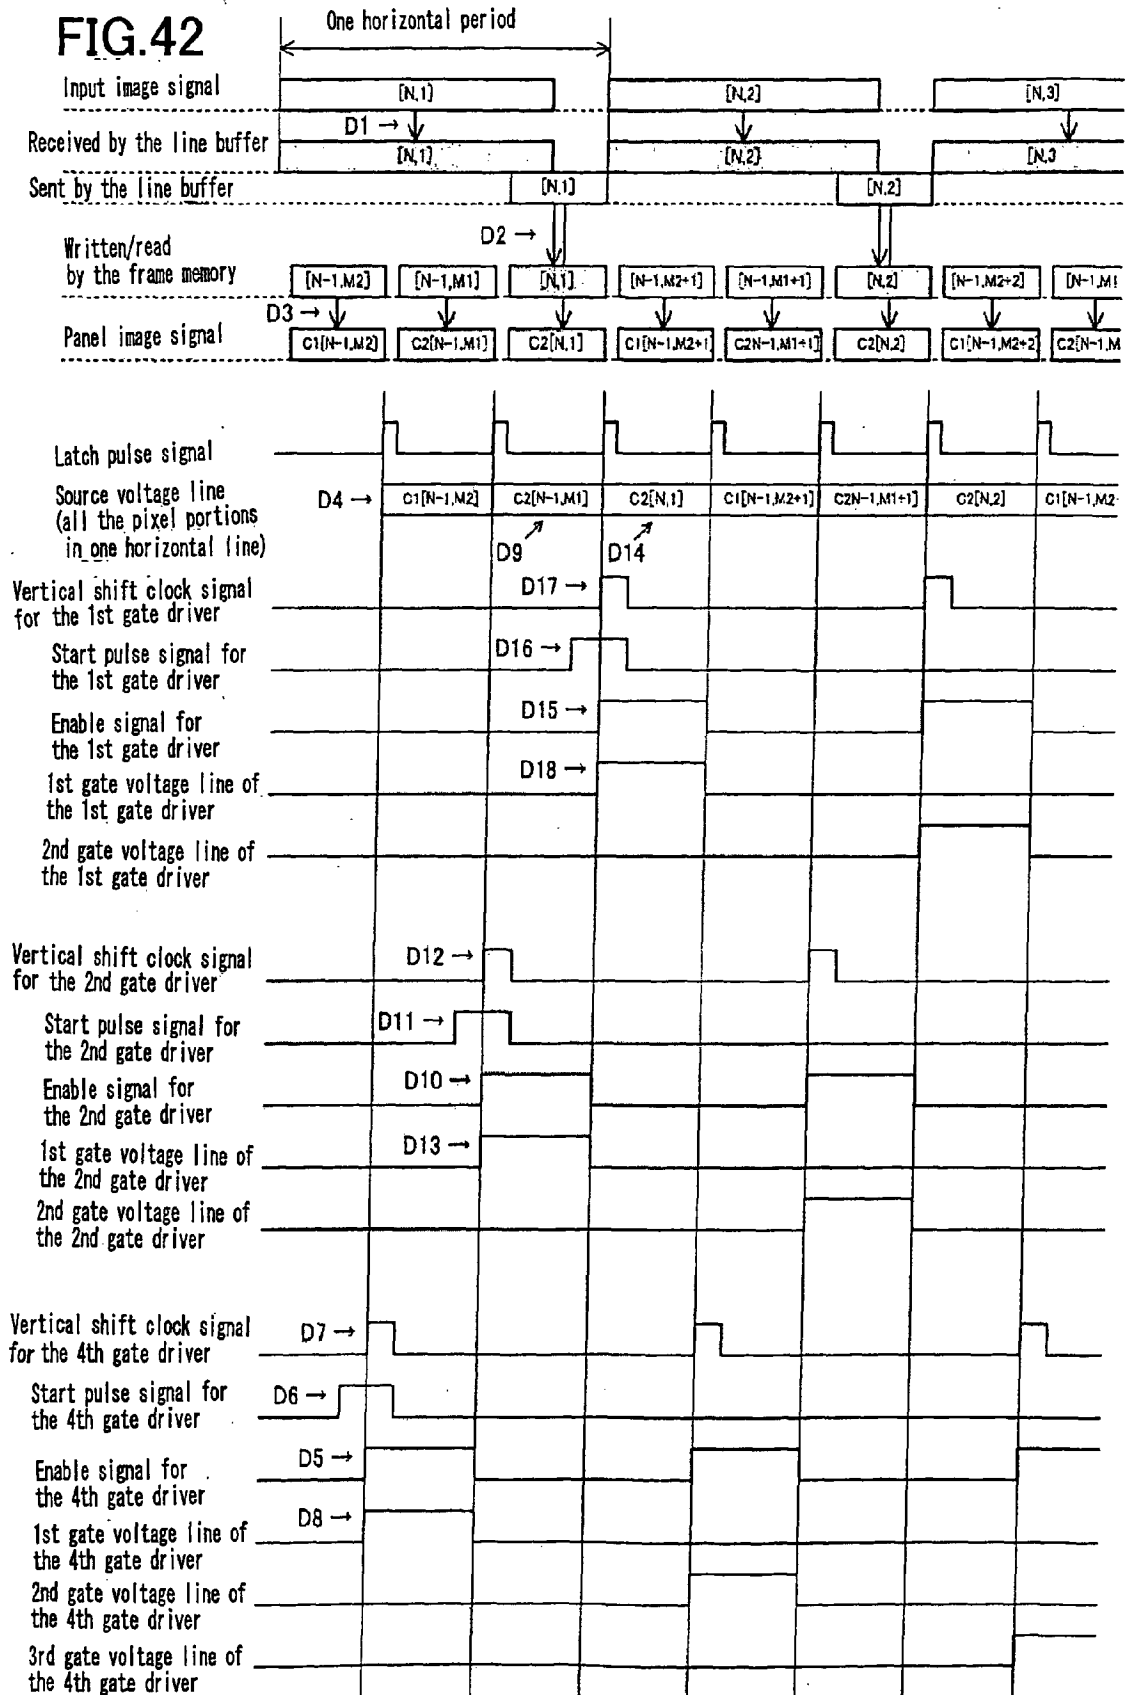 FIG.42
One horizontal period
Input image signal
[N,1]
[N,2]
[N,3]
D1 →
Received by the line buffer
[N,1]
[N,2]
[N,3
Sent by the line buffer
[N,1]
[N,2]
D2 →
Written/read
by the frame memory
[N-1,M2]
[N-1,M1]
[N,1]
[N-1,M2+1]
[N-1,M1+1]
[N,2]
[N-1,M2+2]
[N-1,M1
D3 →
Panel image signal
C1[N-1,M2]
C2[N-1,M1]
C2[N,1]
C1[N-1,M2+1]
C2N-1,M1+1]
C2[N,2]
C1[N-1,M2+2]
C2[N-1,M
Latch pulse signal
Source voltage line
(all the pixel portions
in one horizontal line)
D4 →
C1[N-1,M2]
C2[N-1,M1]
C2[N,1]
C1[N-1,M2+1]
C2N-1,M1+1]
C2[N,2]
C1[N-1,M2
D9
D14
Vertical shift clock signal
for the 1st gate driver
D17 →
Start pulse signal for
the 1st gate driver
D16 →
Enable signal for
the 1st gate driver
D15 →
1st gate voltage line of
the 1st gate driver
D18 →
2nd gate voltage line of
the 1st gate driver
Vertical shift clock signal
for the 2nd gate driver
D12 →
Start pulse signal for
the 2nd gate driver
D11 →
Enable signal for
the 2nd gate driver
D10 →
1st gate voltage line of
the 2nd gate driver
D13 →
2nd gate voltage line of
the 2nd gate driver
Vertical shift clock signal
for the 4th gate driver
D7 →
Start pulse signal for
the 4th gate driver
D6 →
Enable signal for
the 4th gate driver
D5 →
1st gate voltage line of
the 4th gate driver
D8 →
2nd gate voltage line of
the 4th gate driver
3rd gate voltage line of
the 4th gate driver